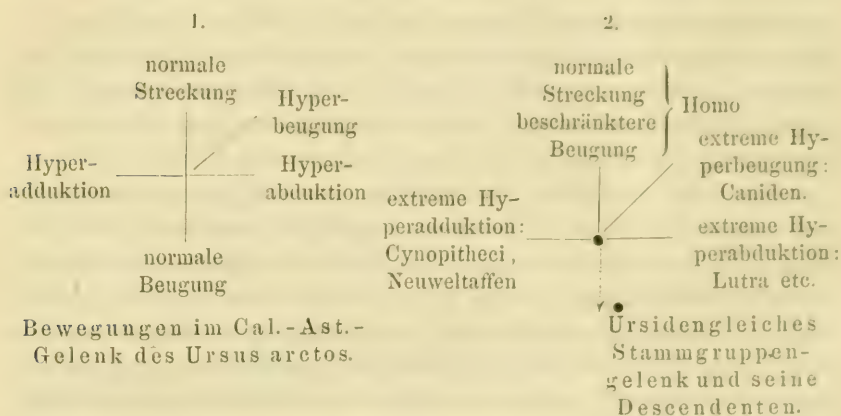 1.
normale
Streckung
Hyper-
beugung
Hyper-
adduktion
Hyper-
abduktion
normale
Beugung
Bewegungen im Cal.-Ast.-
Gelenk des Ursus arctos.
2.
normale
Streckung
beschränktere
Beugung
Homo
extreme Hy-
perbeugung:
Caniden.
extreme Hy-
peradduktion:
Cynopitheci,
Neuweltaffen
extreme Hy-
perabduktion:
Lutra etc.
Ursidengleiches
Stammgruppen-
gelenk und seine
Descendenten.